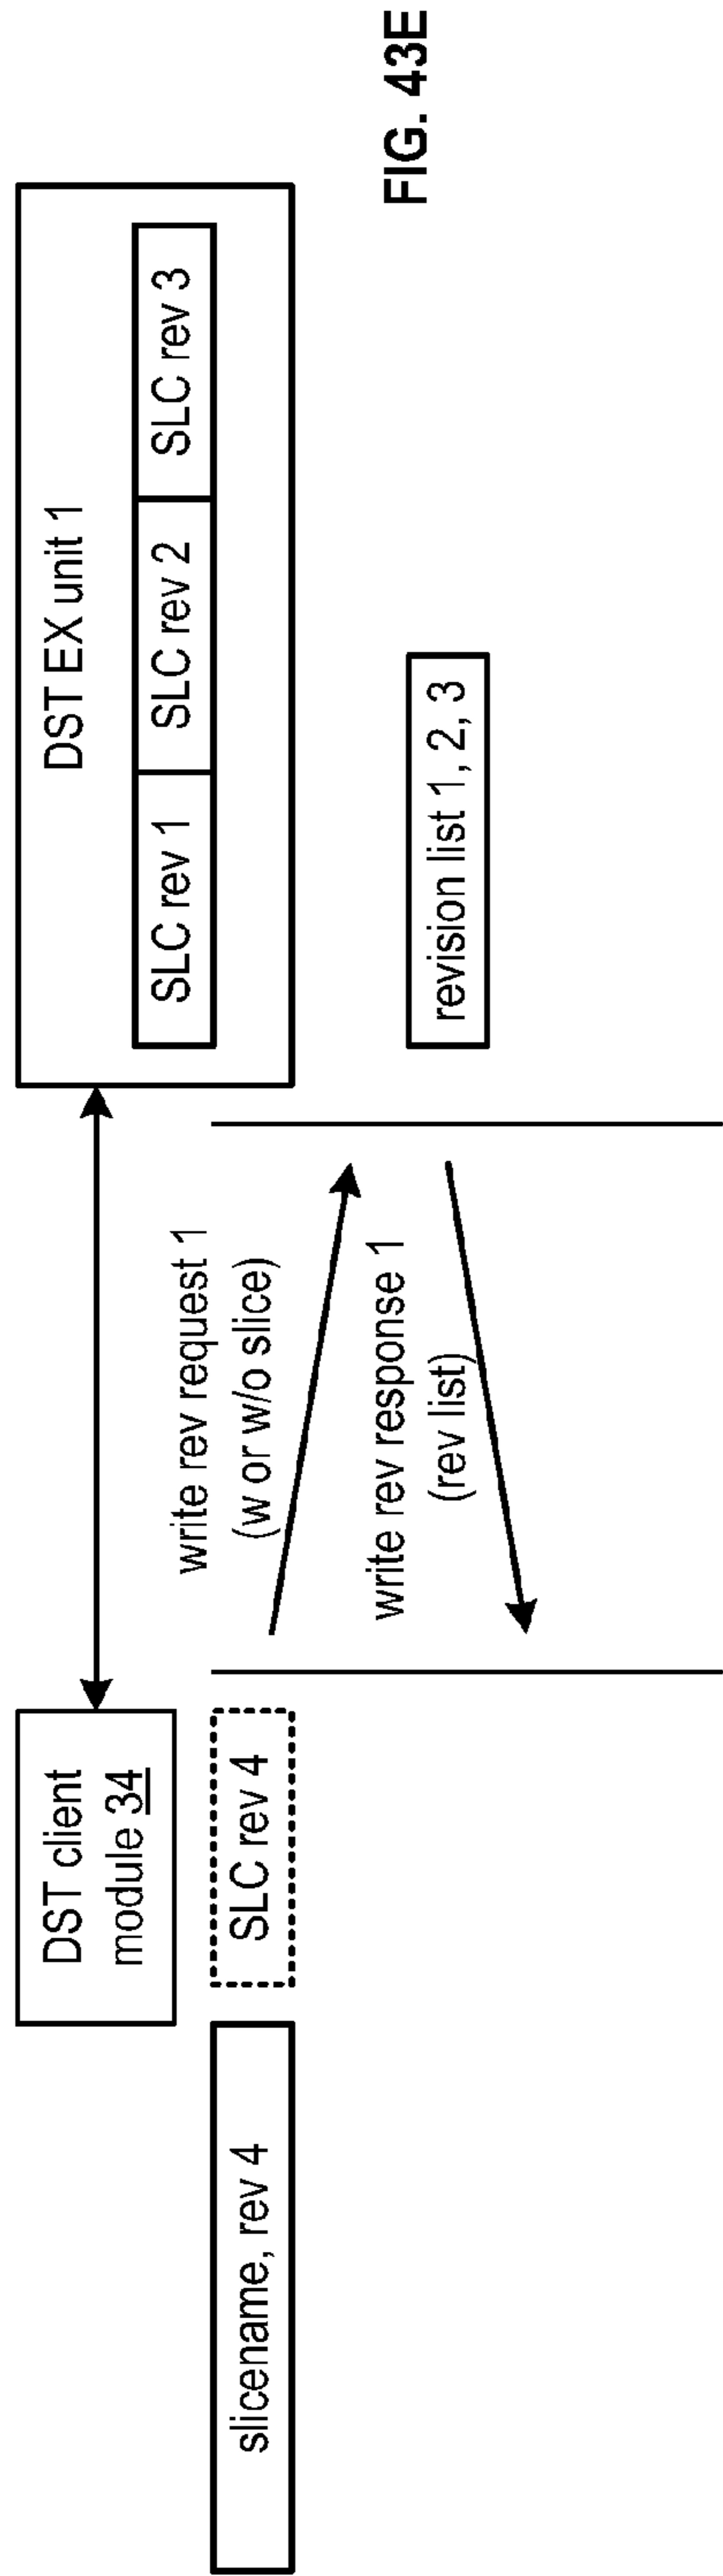 DST client
module 34
DST EX unit 1
SLC rev 1
SLC rev 2
SLC rev 3
slicename, rev 4
SLC rev 4
write rev request 1
(w or w/o slice)
write rev response 1
(rev list)
revision list 1, 2, 3
FIG. 43E